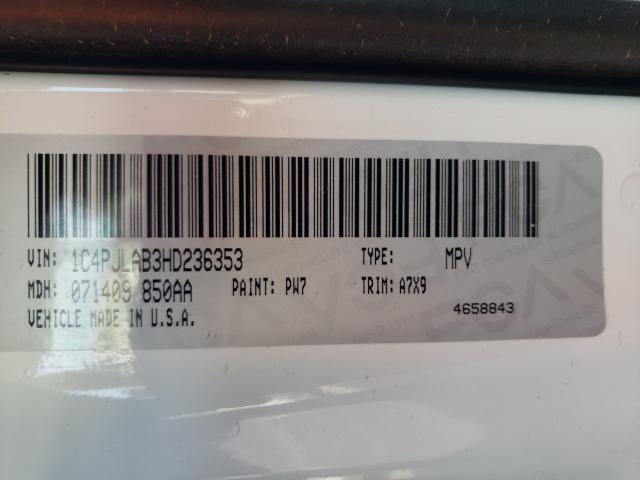 VIN: 1C4PJLAB3HD236353 TYPE: MPV
MDH: 071409 850AA PAINT: PW7 TRIM: A7X9
VEHICLE MADE IN U.S.A. 4658843